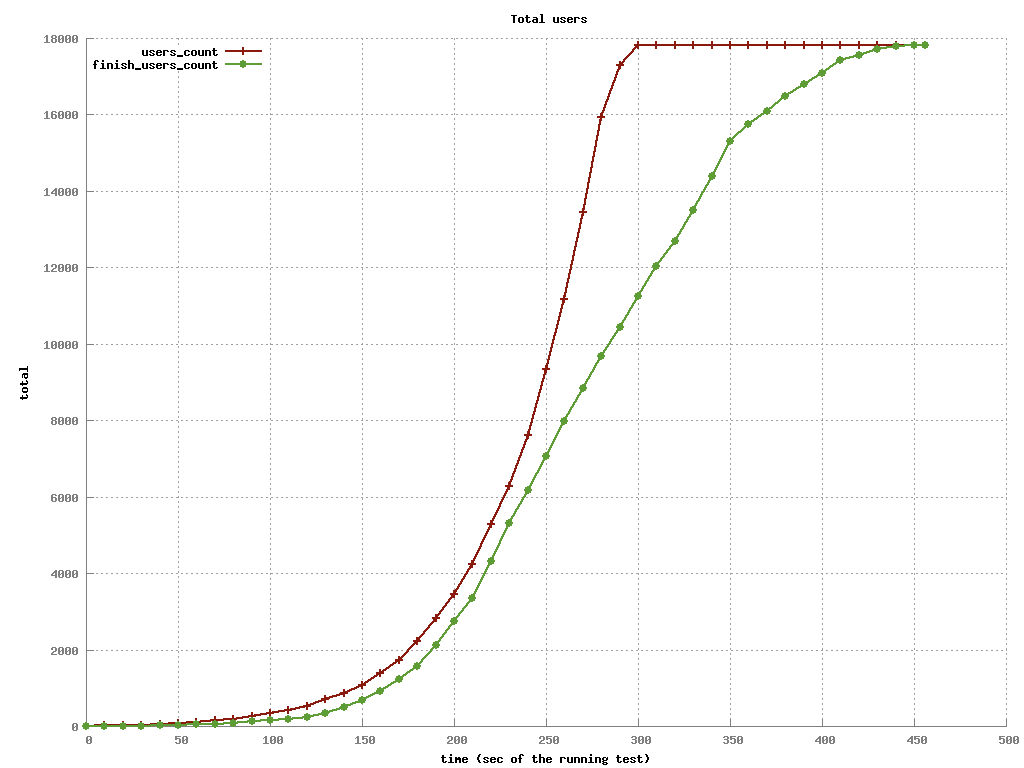 Total users
users_count
finish_users_count
18000
16000
14000
12000
10000
8000
6000
4000
2000
0
total
0 50 100 150 200 250 300 350 400 450 500
time (sec of the running test)